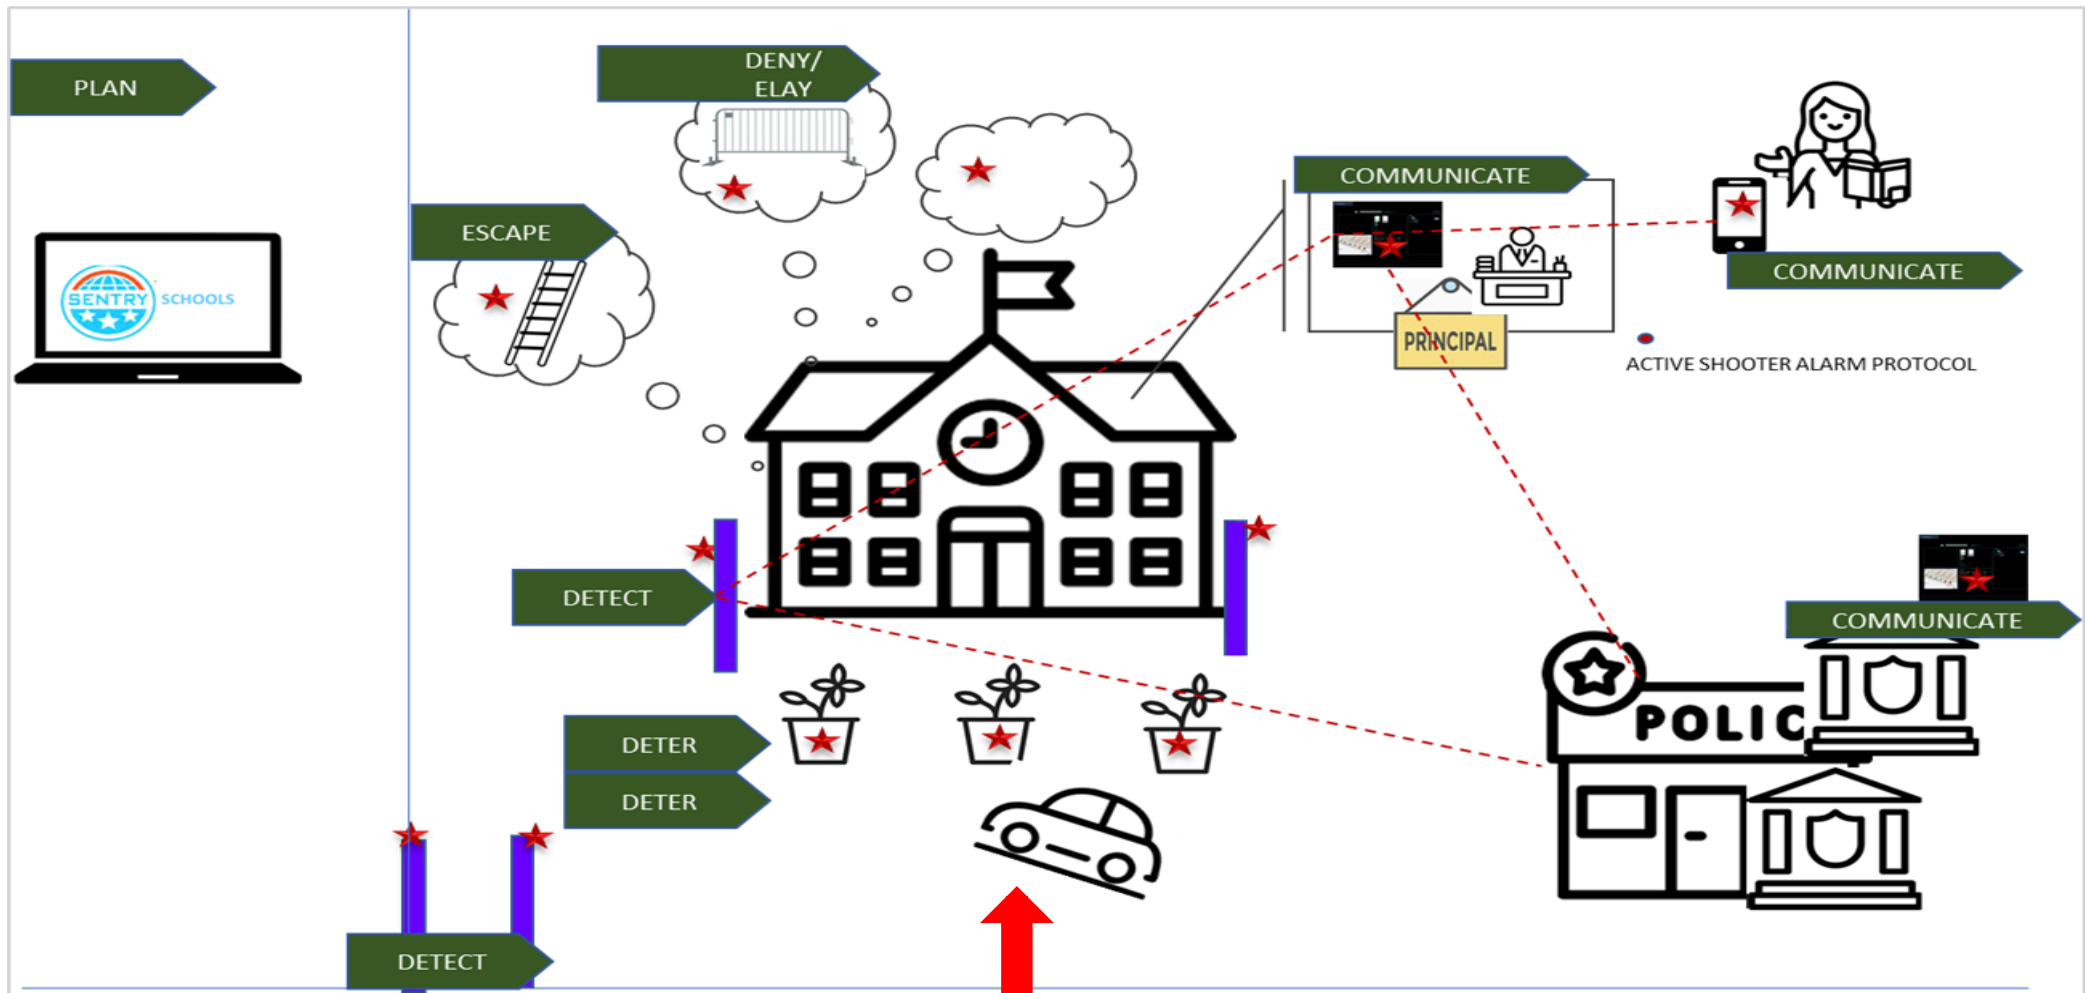 PLAN
DENY/
ELAY
ESCAPE
COMMUNICATE
COMMUNICATE
SENTRY SCHOOLS
PRINCIPAL
ACTIVE SHOOTER ALARM PROTOCOL
DETECT
COMMUNICATE
POLIC
DETER
DETER
DETECT